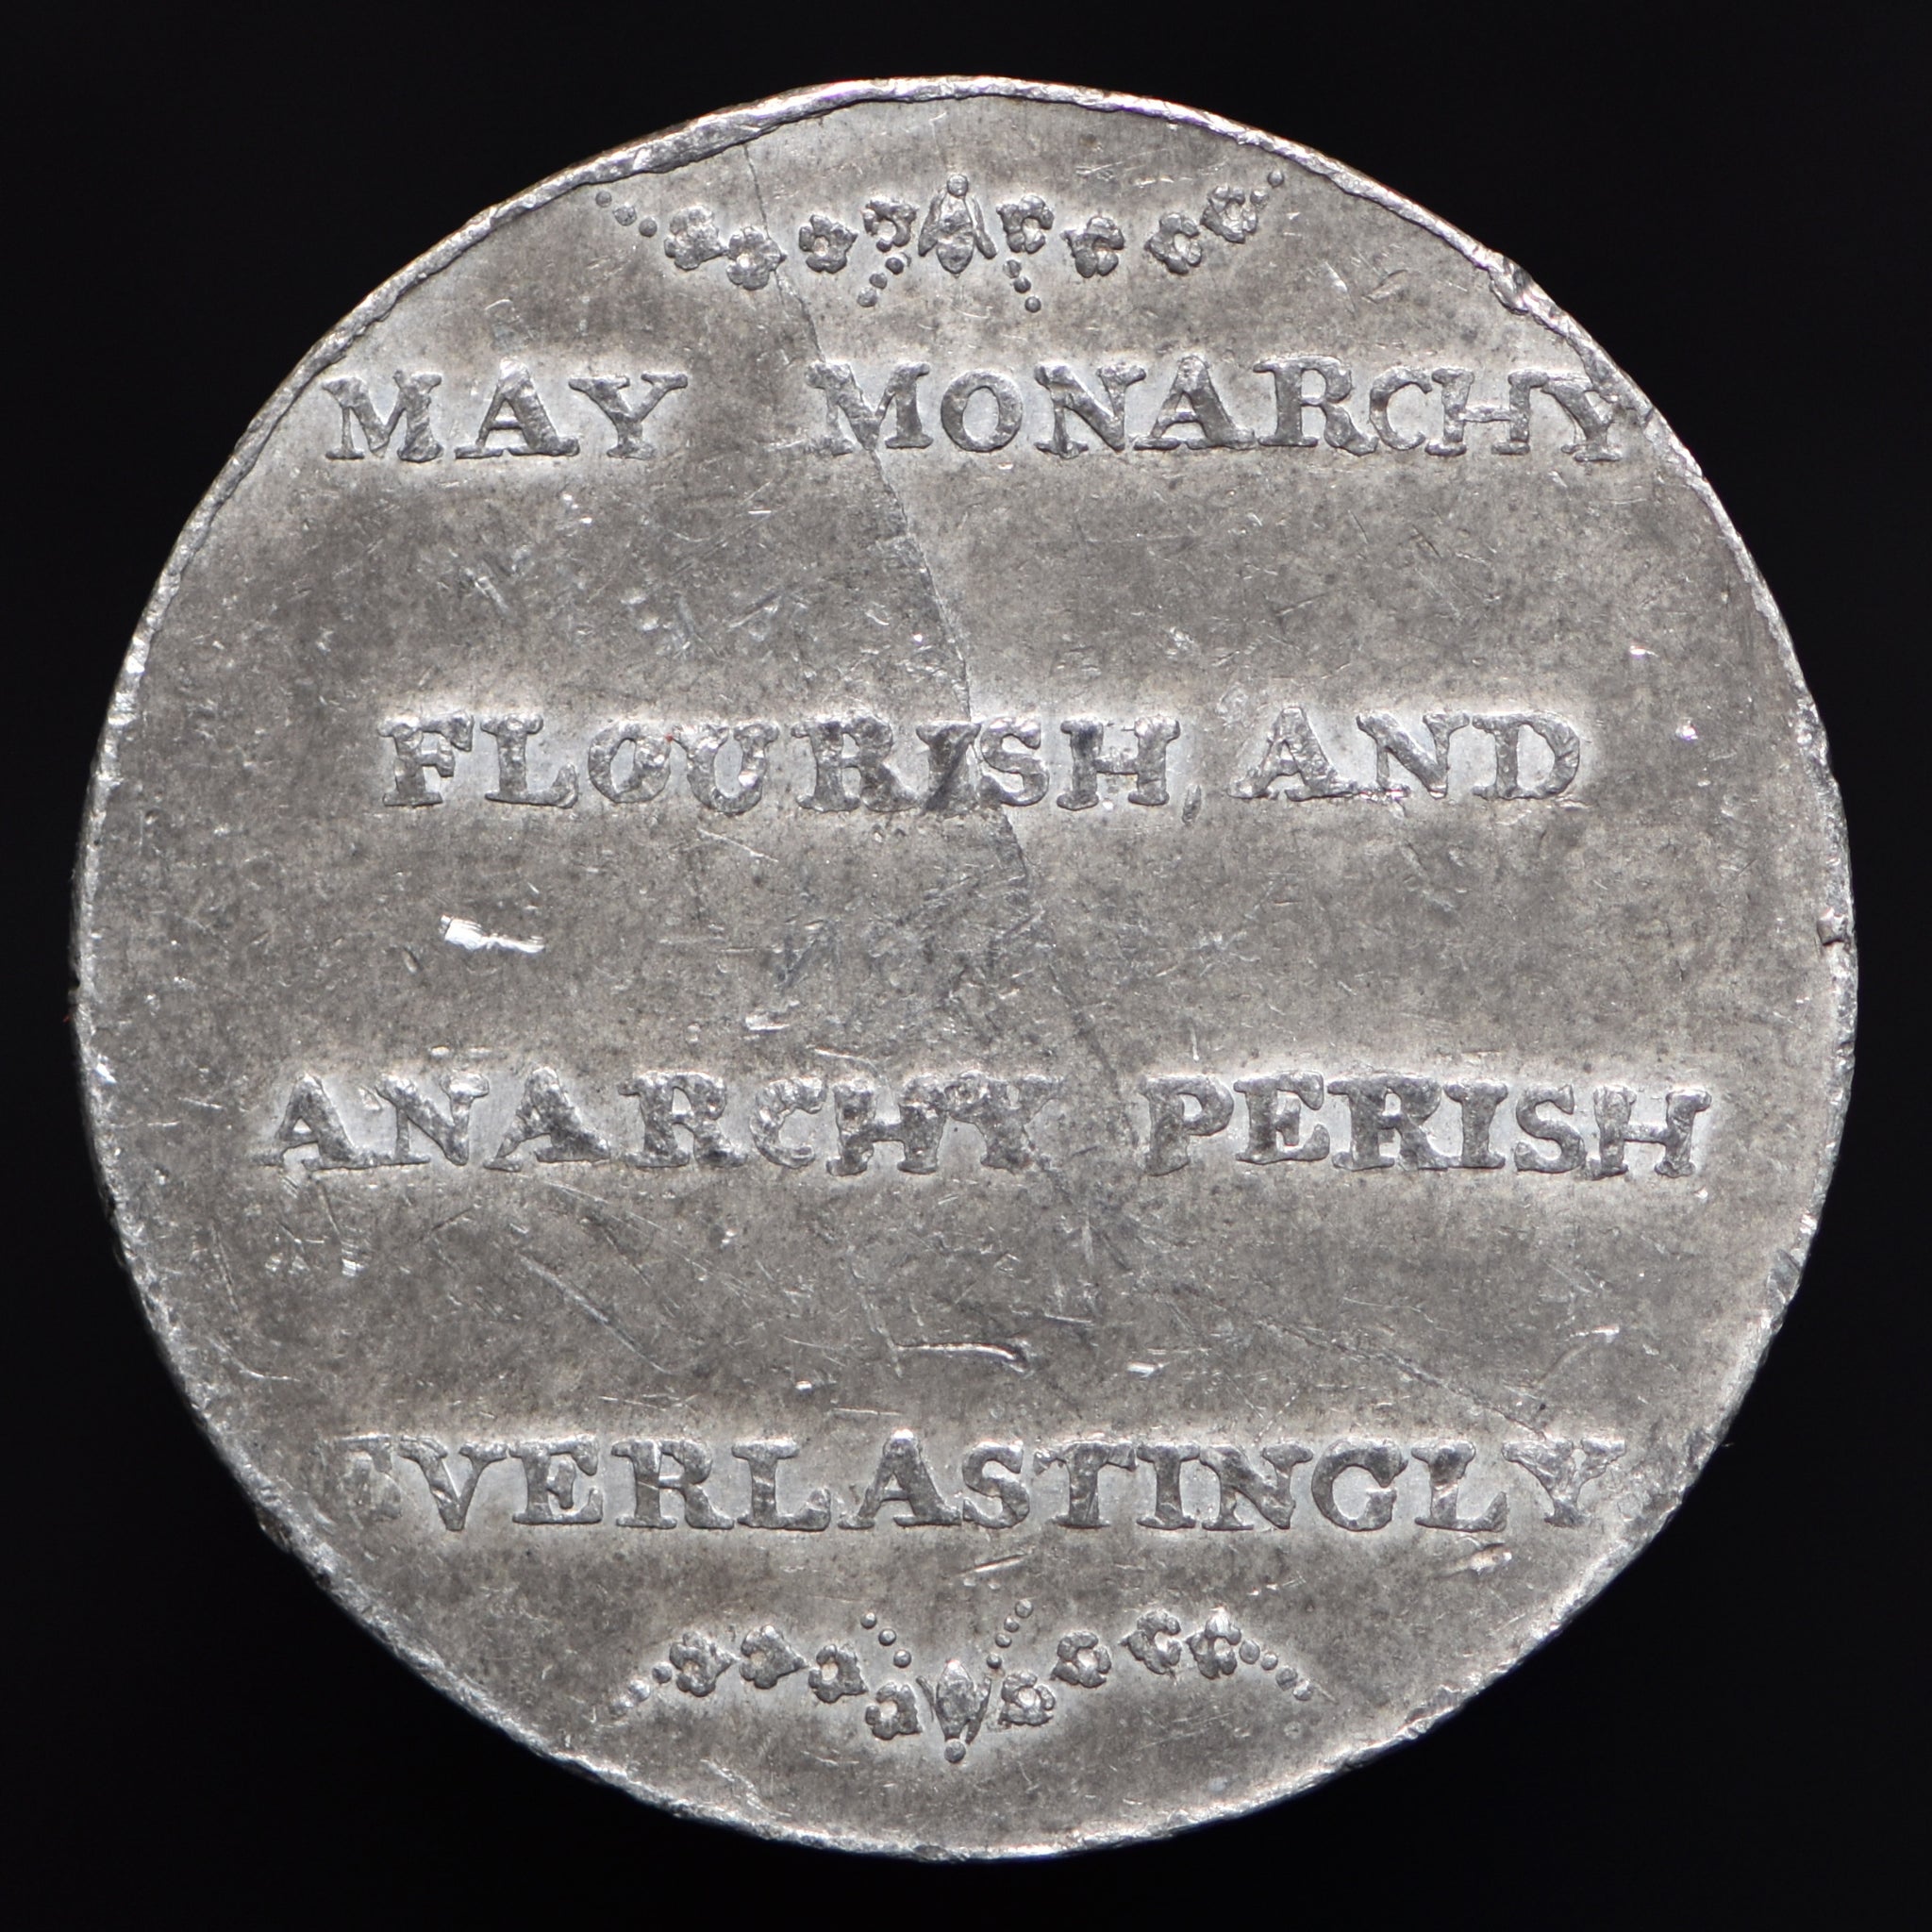 MAY MONARCHY
FLOURISH, AND
ANARCHY PERISH
EVERLASTINGLY